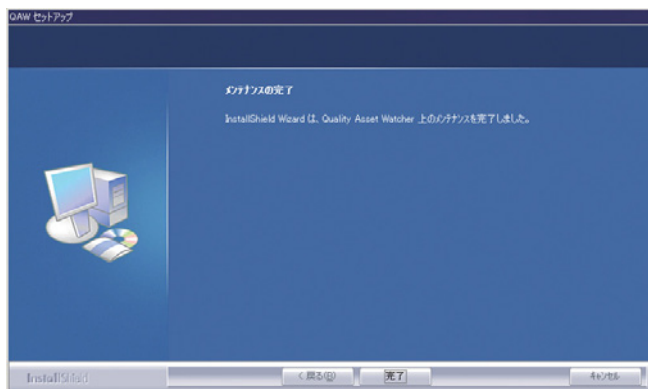 QAW セットアップ
メンテナンスの完了
InstallShield Wizard は、Quality Asset Watcher 上のメンテナンスを完了しました。
InstallShield
< 戻る(B)
完了
キャンセル